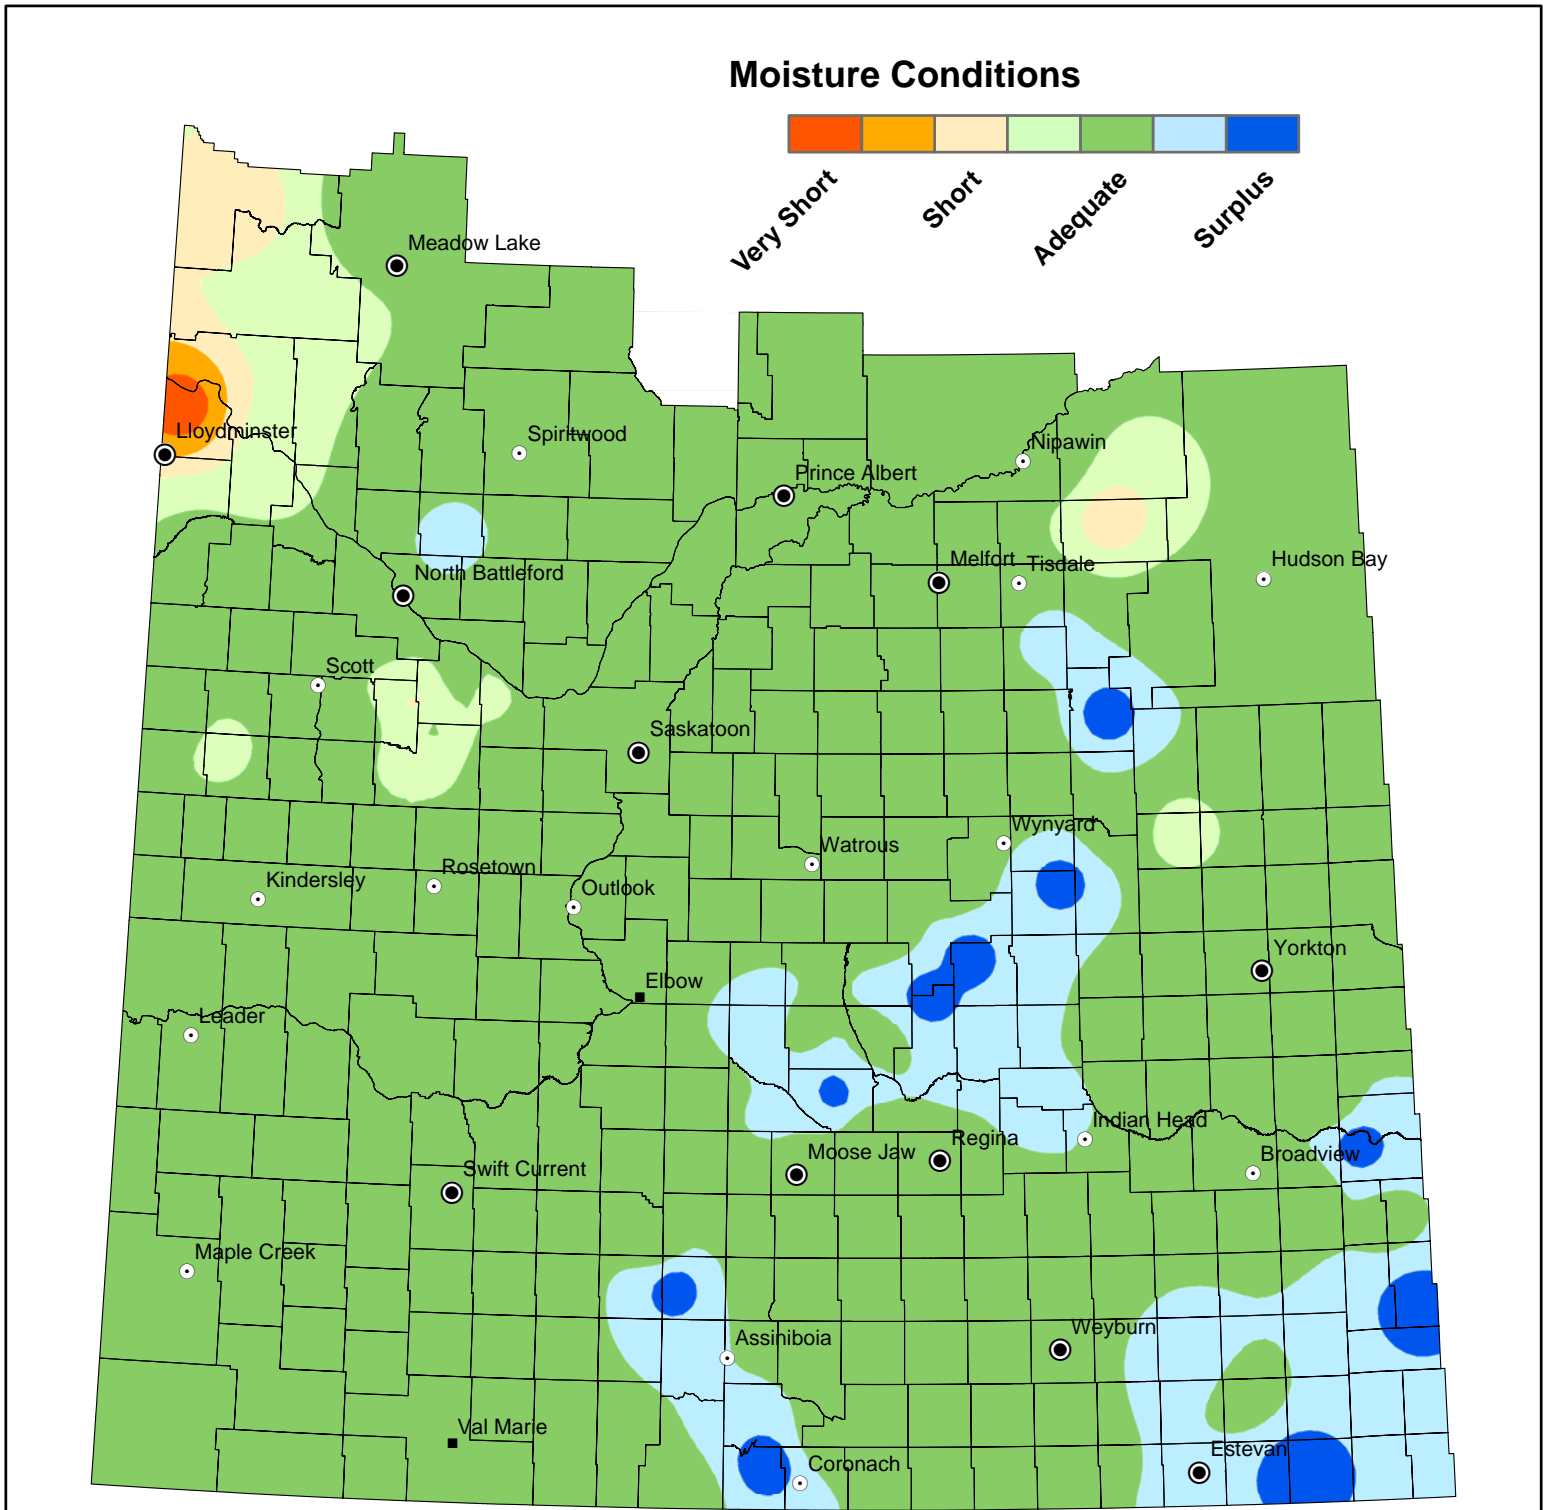 Moisture Conditions
Very Short
Short
Adequate
Surplus
Meadow Lake
Lloydminster
Spiritwood
Nipawin
Prince Albert
Melfort
Tisdale
Hudson Bay
North Battleford
Scott
Saskatoon
Wynyard
Watrous
Rosetown
Kindersley
Outlook
Yorkton
Elbow
Leader
Indian Head
Regina
Moose Jaw
Broadview
Swift Current
Maple Creek
Weyburn
Assiniboia
Val Marie
Estevan
Coronach